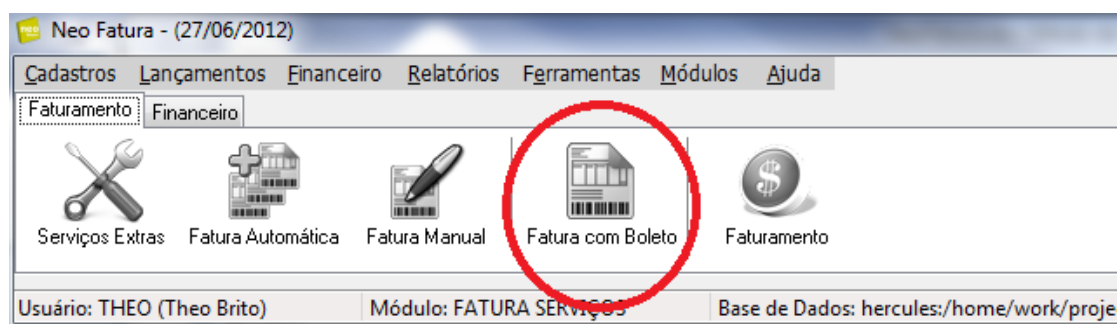 neo Neo Fatura - (27/06/2012)
Cadastros Lançamentos Financeiro Relatórios Ferramentas Módulos Ajuda
Faturamento Financeiro
Serviços Extras Fatura Automática Fatura Manual Fatura com Boleto Faturamento
Usuário: THEO (Theo Brito) Módulo: FATURA SERVIÇOS Base de Dados: hercules:/home/work/proje